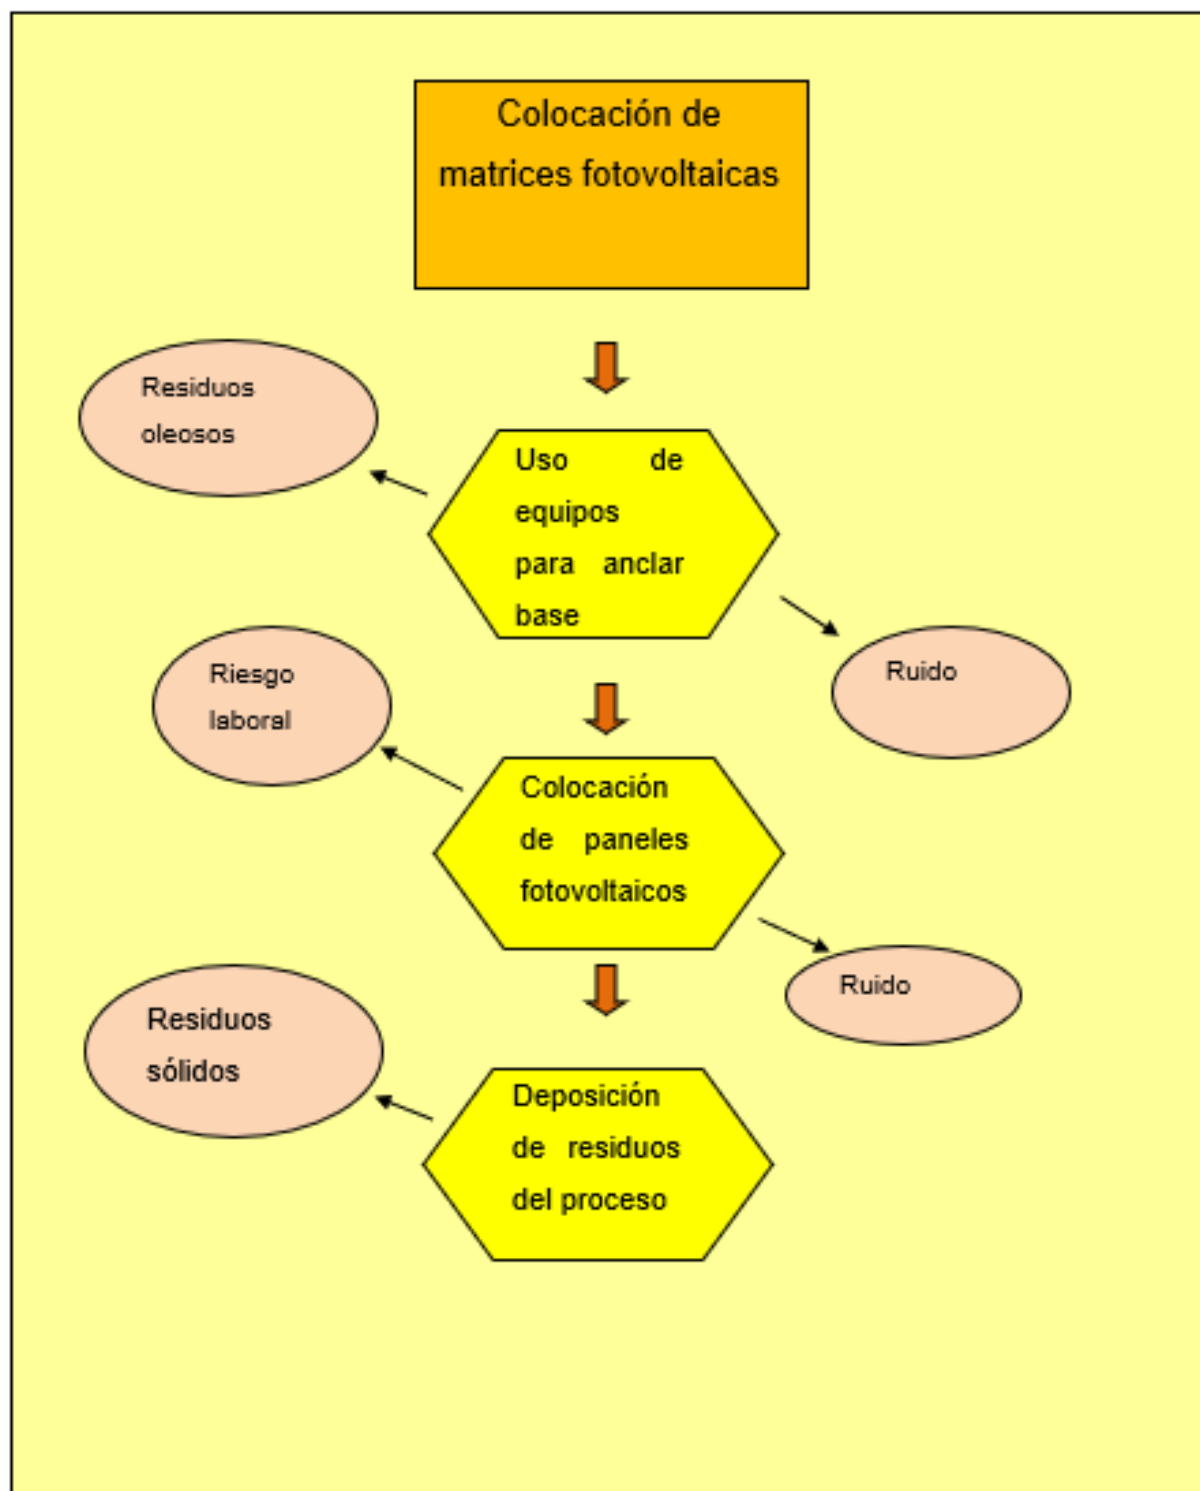 Colocación de
matrices fotovoltaicas
Residuos
oleosos
Uso de
equipos
para anclar
base
Riesgo
laboral
Ruido
Colocación
de paneles
fotovoltaicos
Ruido
Residuos
sólidos
Deposición
de residuos
del proceso